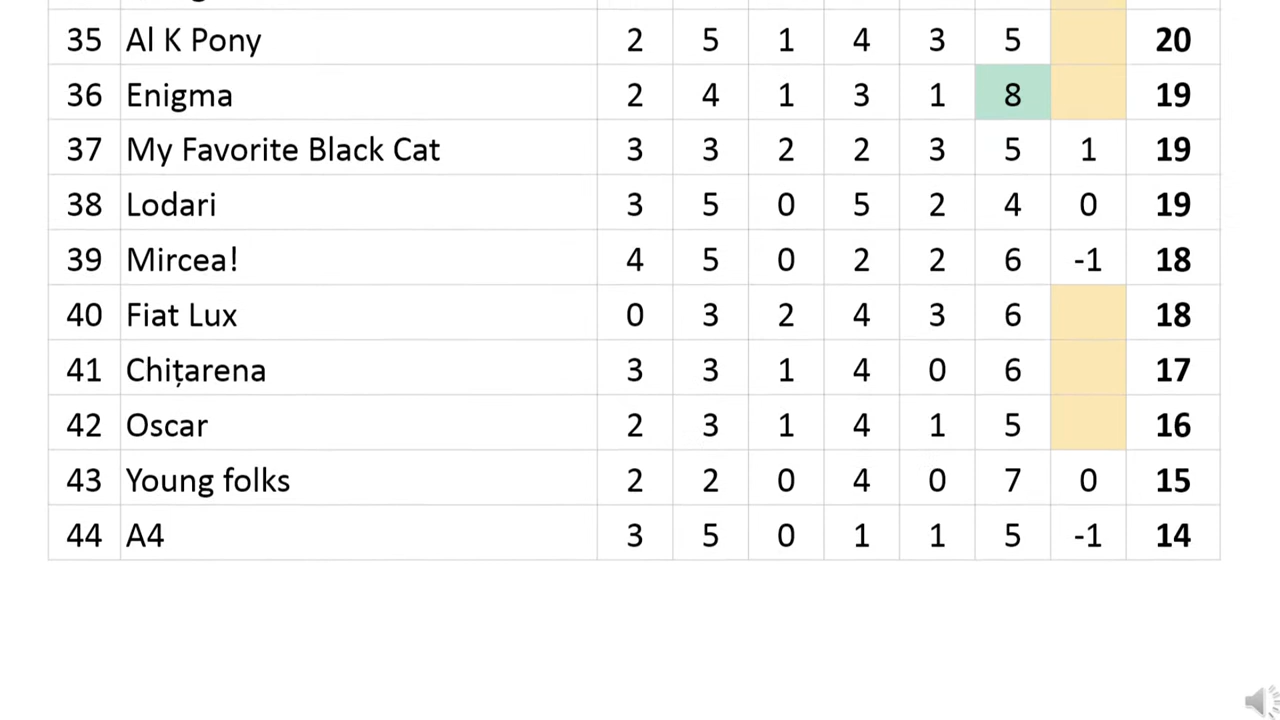 35 Al K Pony 2 5 1 4 3 5 20
36 Enigma 2 4 1 3 1 8 19
37 My Favorite Black Cat 3 3 2 2 3 5 1 19
38 Lodari 3 5 0 5 2 4 0 19
39 Mircea! 4 5 0 2 2 6 -1 18
40 Fiat Lux 0 3 2 4 3 6 18
41 Chițarena 3 3 1 4 0 6 17
42 Oscar 2 3 1 4 1 5 16
43 Young folks 2 2 0 4 0 7 0 15
44 A4 3 5 0 1 1 5 -1 14